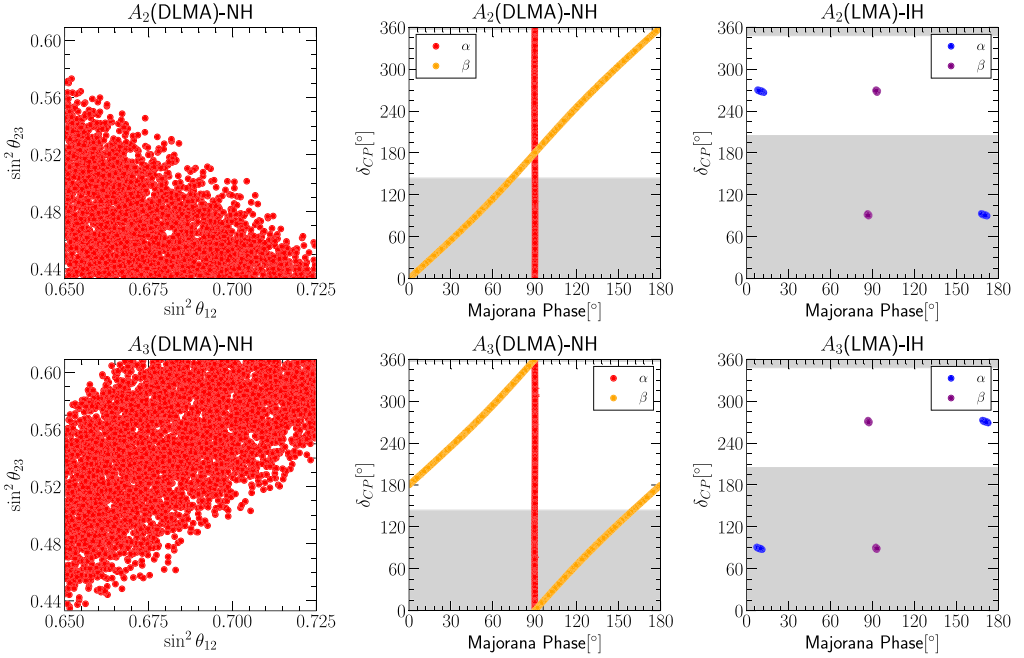 A₂(DLMA)-NH
0.60
0.56
0.52
0.48
0.44
sin² θ₂₃
0.650 0.675 0.700 0.725
sin² θ₁₂
A₂(DLMA)-NH
360
300
240
180
120
60
0
δ_CP[°]
α
β
0 30 60 90 120 150 180
Majorana Phase[°]
A₂(LMA)-IH
360
300
240
180
120
60
0
δ_CP[°]
α
β
0 30 60 90 120 150 180
Majorana Phase[°]
A₃(DLMA)-NH
0.60
0.56
0.52
0.48
0.44
sin² θ₂₃
0.650 0.675 0.700 0.725
sin² θ₁₂
A₃(DLMA)-NH
360
300
240
180
120
60
0
δ_CP[°]
α
β
0 30 60 90 120 150 180
Majorana Phase[°]
A₃(LMA)-IH
360
300
240
180
120
60
0
δ_CP[°]
α
β
0 30 60 90 120 150 180
Majorana Phase[°]